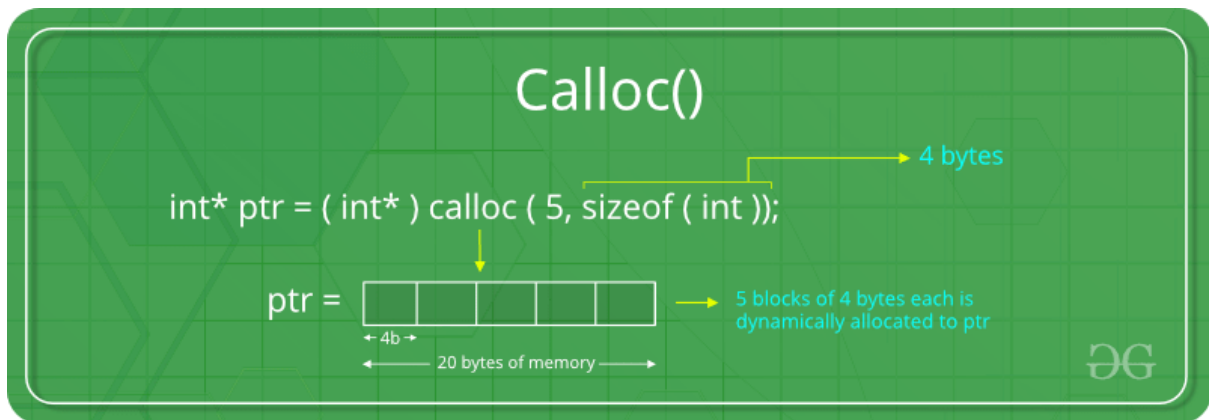 Calloc()
4 bytes
int* ptr = ( int* ) calloc ( 5, sizeof ( int ));
ptr =
5 blocks of 4 bytes each is
dynamically allocated to ptr
4b
20 bytes of memory